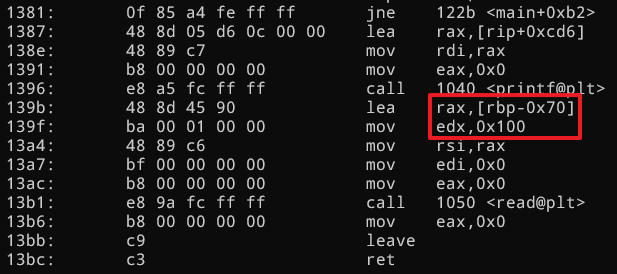 1381: 0f 85 a4 fe ff ff jne 122b <main+0xb2>
1387: 48 8d 05 d6 0c 00 00 lea rax,[rip+0xcd6]
138e: 48 89 c7 mov rdi,rax
1391: b8 00 00 00 00 mov eax,0x0
1396: e8 a5 fc ff ff call 1040 <printf@plt>
139b: 48 8d 45 90 lea rax,[rbp-0x70]
139f: ba 00 01 00 00 mov edx,0x100
13a4: 48 89 c6 mov rsi,rax
13a7: bf 00 00 00 00 mov edi,0x0
13ac: b8 00 00 00 00 mov eax,0x0
13b1: e8 9a fc ff ff call 1050 <read@plt>
13b6: b8 00 00 00 00 mov eax,0x0
13bb: c9 leave
13bc: c3 ret